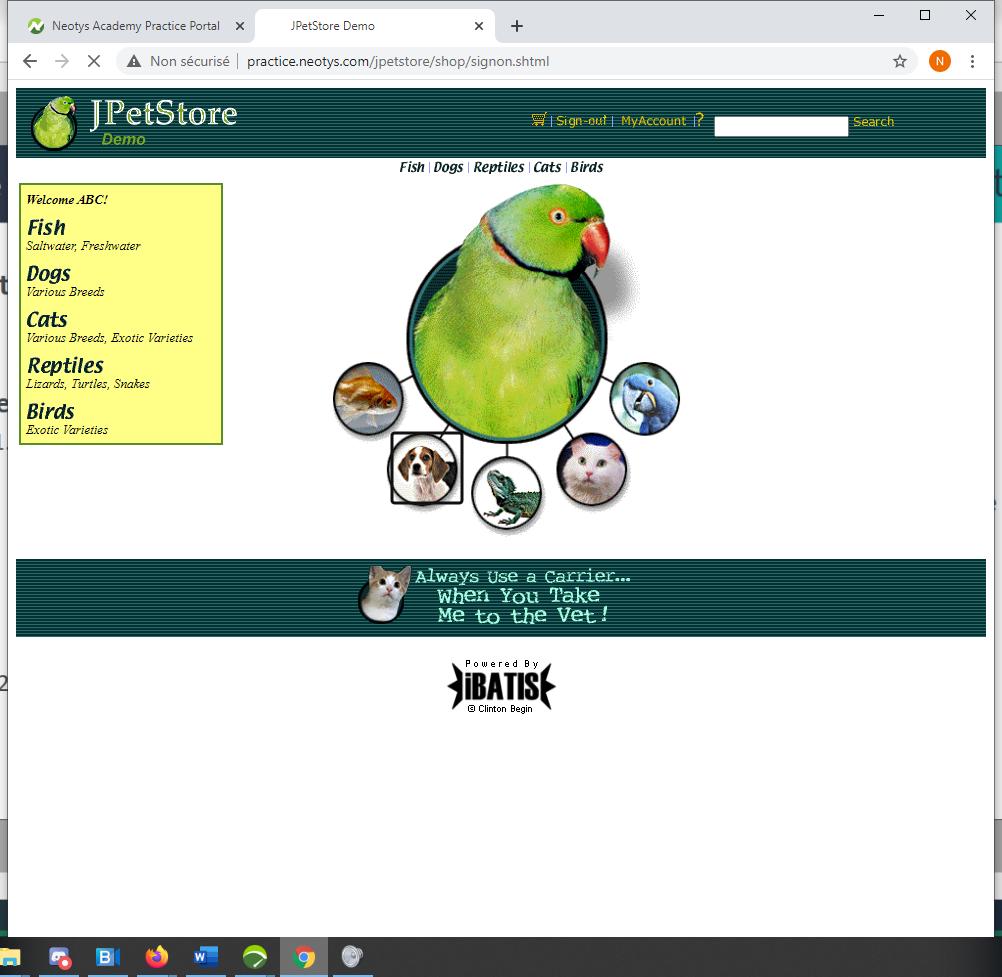 Neotys Academy Practice Portal
JPetStore Demo
Non sécurisé
practice.neotys.com/jpetstore/shop/signon.shtml
N
JPetStore
Demo
| Sign-out | MyAccount | ?
Search
Fish | Dogs | Reptiles | Cats | Birds
Welcome ABC!
Fish
Saltwater, Freshwater
Dogs
Various Breeds
Cats
Various Breeds, Exotic Varieties
Reptiles
Lizards, Turtles, Snakes
Birds
Exotic Varieties
Always Use a Carrier...
When You Take
Me to the Vet!
Powered By
iBATIS
© Clinton Begin